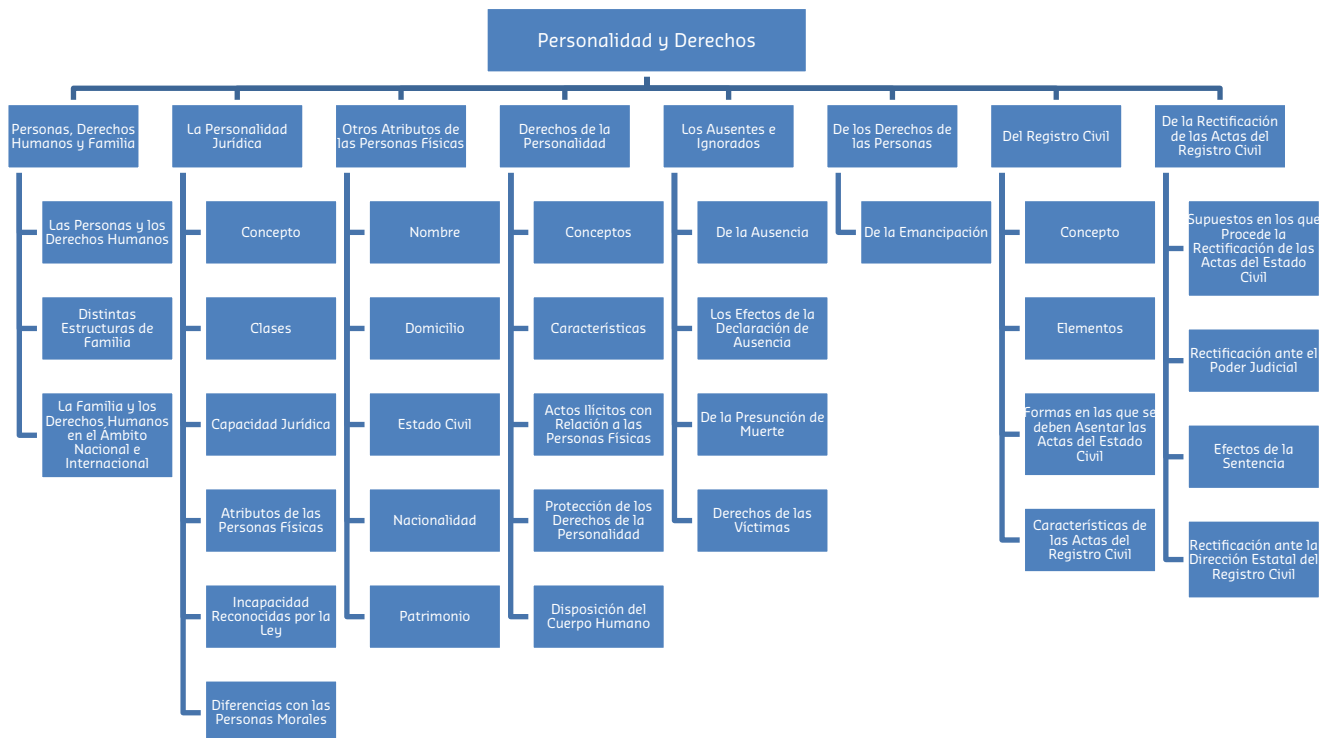 Personalidad y Derechos
Personas, Derechos
Humanos y Familia
Las Personas y los
Derechos Humanos
Distintas
Estructuras de
Familia
La Familia y los
Derechos Humanos
en el Ámbito
Nacional e
Internacional
La Personalidad
Jurídica
Concepto
Clases
Capacidad Jurídica
Atributos de las
Personas Físicas
Incapacidad
Reconocidas por la
Ley
Diferencias con las
Personas Morales
Otros Atributos de
las Personas Físicas
Nombre
Domicilio
Estado Civil
Nacionalidad
Patrimonio
Derechos de la
Personalidad
Conceptos
Características
Actos Ilícitos con
Relación a las
Personas Físicas
Protección de los
Derechos de la
Personalidad
Disposición del
Cuerpo Humano
Los Ausentes e
Ignorados
De la Ausencia
Los Efectos de la
Declaración de
Ausencia
De la Presunción de
Muerte
Derechos de las
Víctimas
De los Derechos de
las Personas
De la Emancipación
Del Registro Civil
Concepto
Elementos
Formas en las que se
deben Asentar las
Actas del Estado
Civil
Características de
las Actas del
Registro Civil
De la Rectificación
de las Actas del
Registro Civil
Supuestos en los que
Procede la
Rectificación de las
Actas del Estado
Civil
Rectificación ante el
Poder Judicial
Efectos de la
Sentencia
Rectificación ante la
Dirección Estatal del
Registro Civil